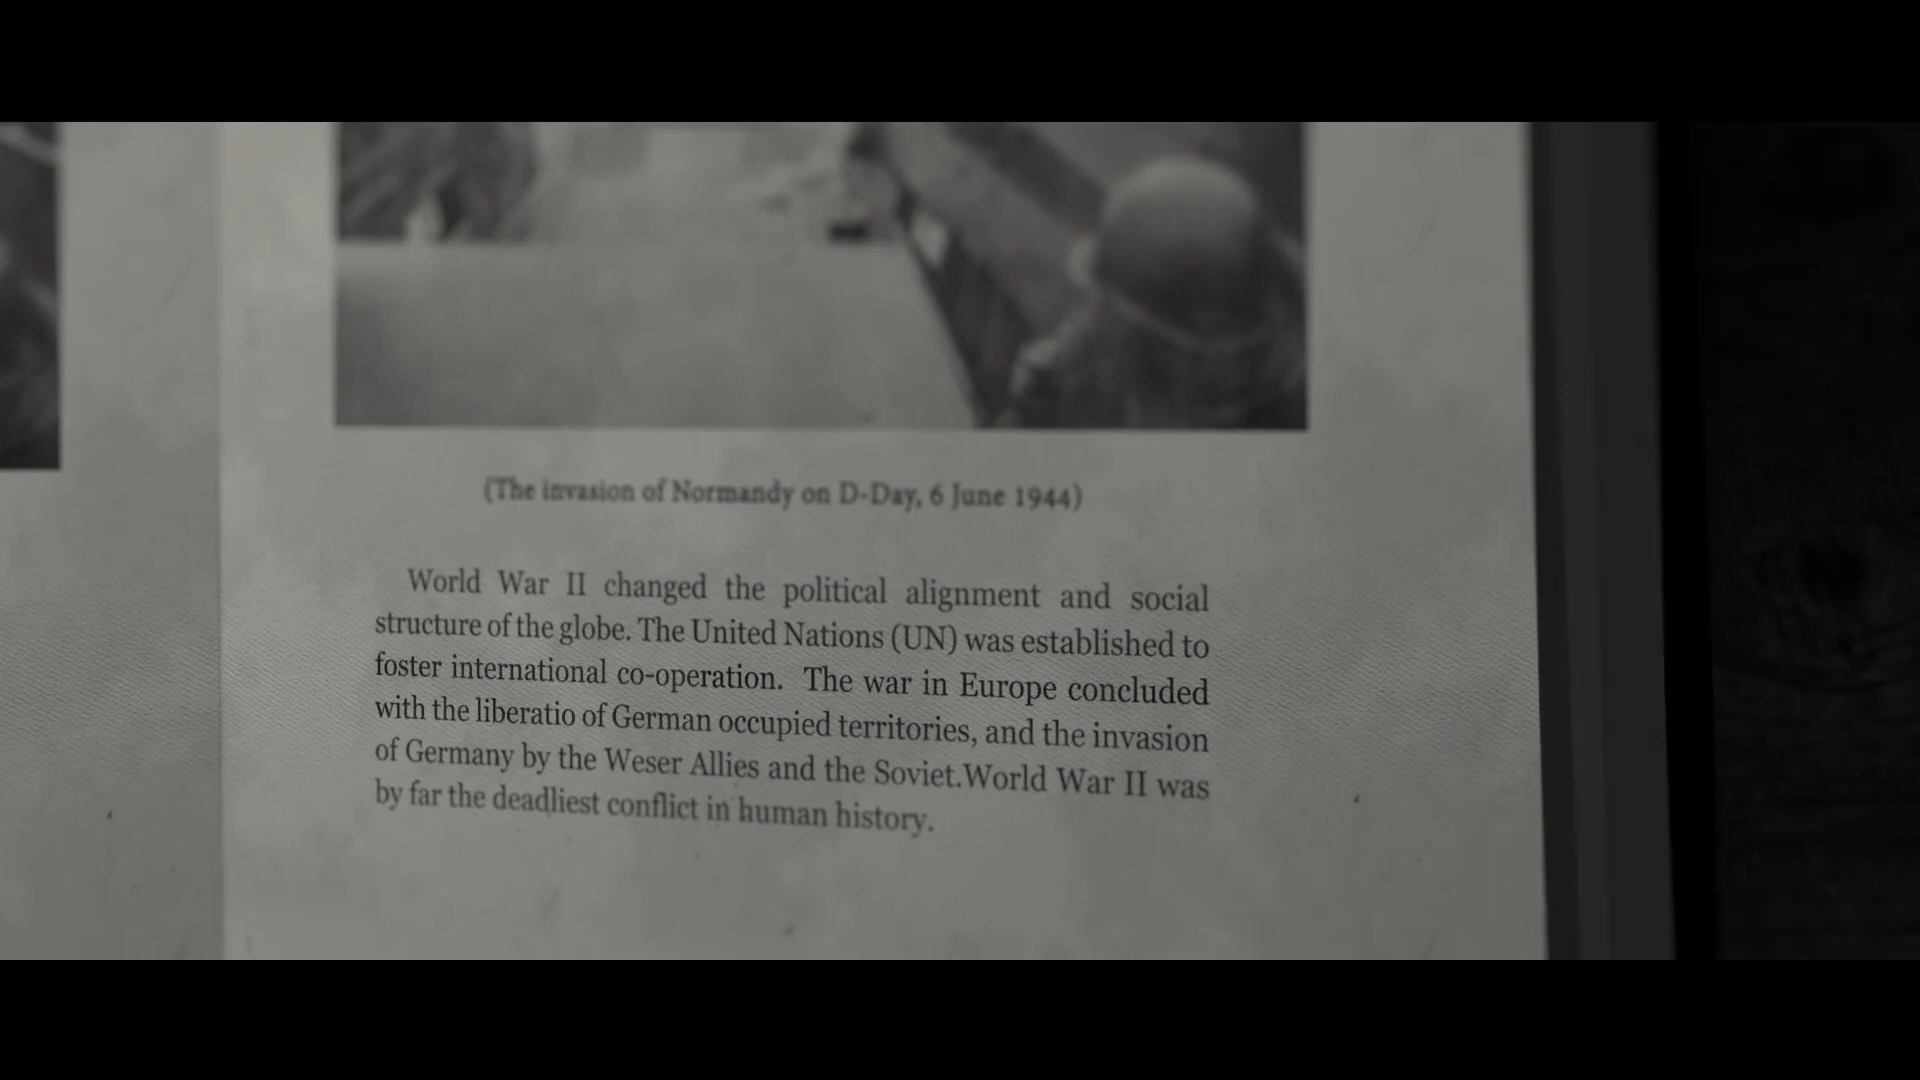 (The invasion of Normandy on D-Day, 6 June 1944)
World War II changed the political alignment and social
structure of the globe. The United Nations (UN) was established to
foster international co-operation. The war in Europe concluded
with the liberatio of German occupied territories, and the invasion
of Germany by the Weser Allies and the Soviet.World War II was
by far the deadliest conflict in human history.